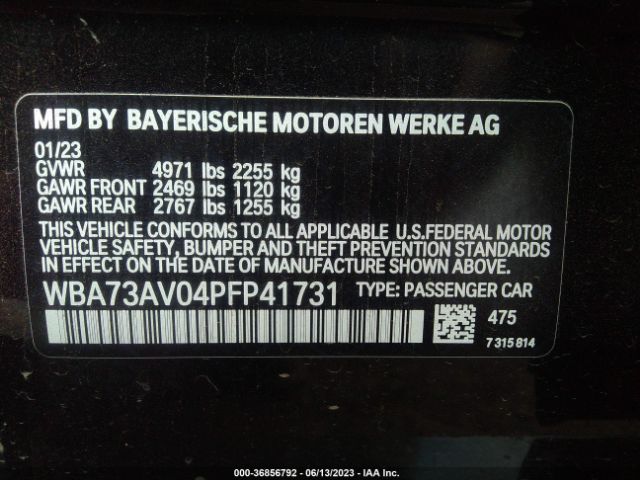 MFD BY BAYERISCHE MOTOREN WERKE AG
01/23
GVWR 4971 lbs 2255 kg
GAWR FRONT 2469 lbs 1120 kg
GAWR REAR 2767 lbs 1255 kg
THIS VEHICLE CONFORMS TO ALL APPLICABLE U.S.FEDERAL MOTOR
VEHICLE SAFETY, BUMPER AND THEFT PREVENTION STANDARDS
IN EFFECT ON THE DATE OF MANUFACTURE SHOWN ABOVE.
WBA73AV04PFP41731 TYPE: PASSENGER CAR
475
7 315 814
000-36856792 - 06/13/2023 - IAA Inc.